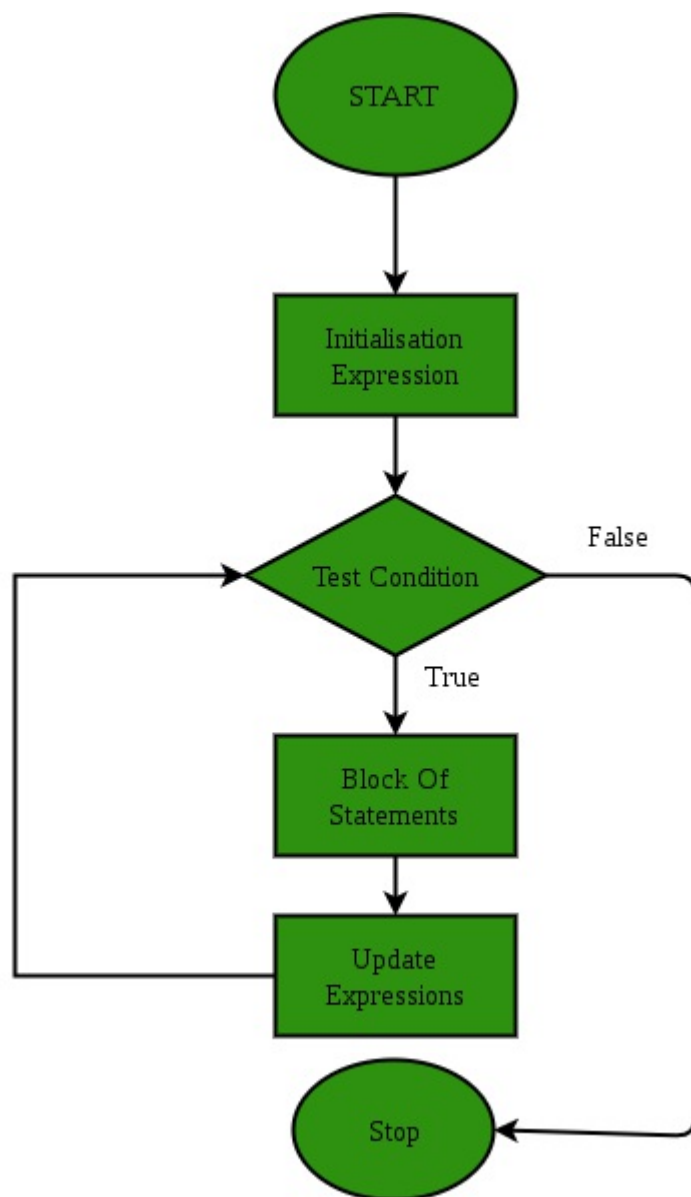 START
Initialisation
Expression
False
Test Condition
True
Block Of
Statements
Update
Expressions
Stop